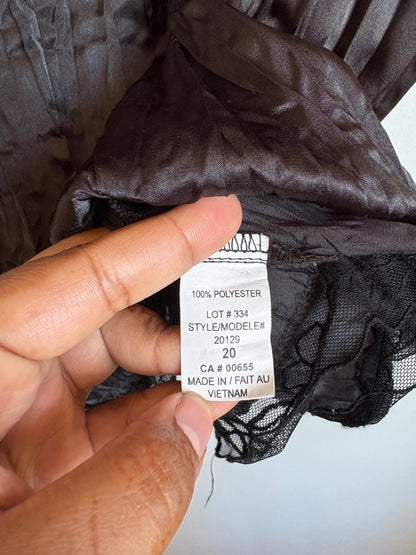 100% POLYESTER
LOT # 334
STYLE/MODELE#
20129
20
CA # 00655
MADE IN / FAIT AU
VIETNAM